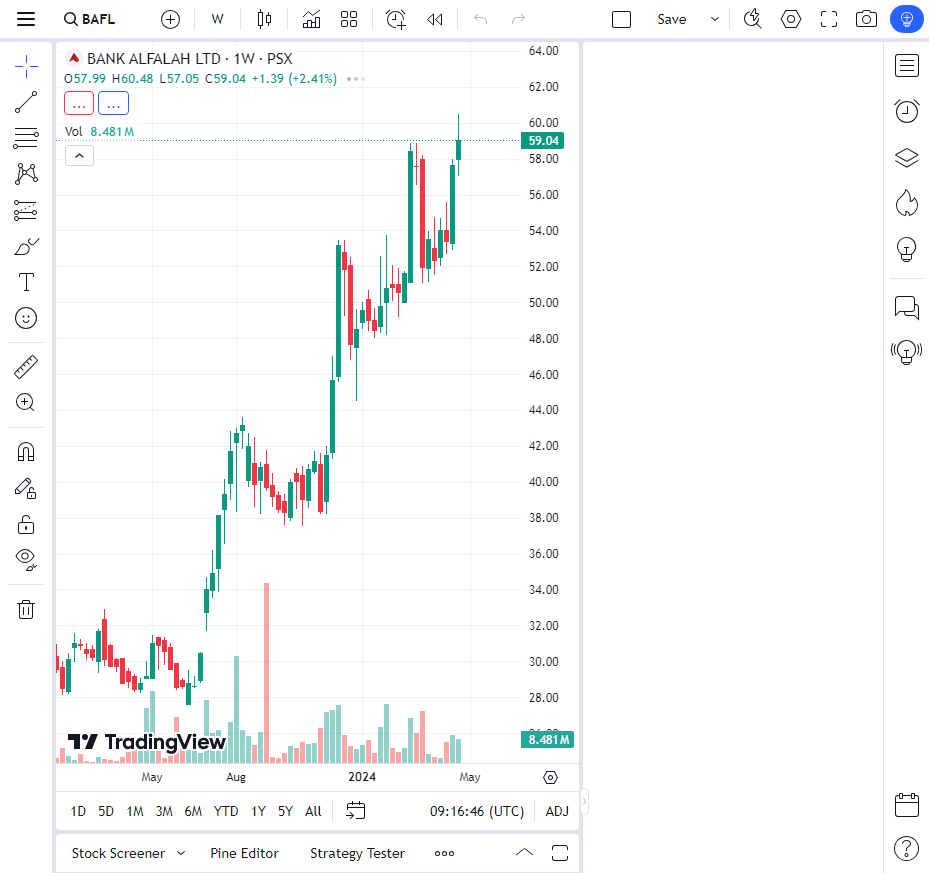 BAFL
W
Save
BANK ALFALAH LTD · 1W · PSX
O57.99 H60.48 L57.05 C59.04 +1.39 (+2.41%)
... ...
Vol 8.481M
64.00
62.00
60.00
59.04
58.00
56.00
54.00
52.00
50.00
48.00
46.00
44.00
42.00
40.00
38.00
36.00
34.00
32.00
30.00
28.00
8.481M
TradingView
May Aug 2024 May
1D 5D 1M 3M 6M YTD 1Y 5Y All 09:16:46 (UTC) ADJ
Stock Screener Pine Editor Strategy Tester